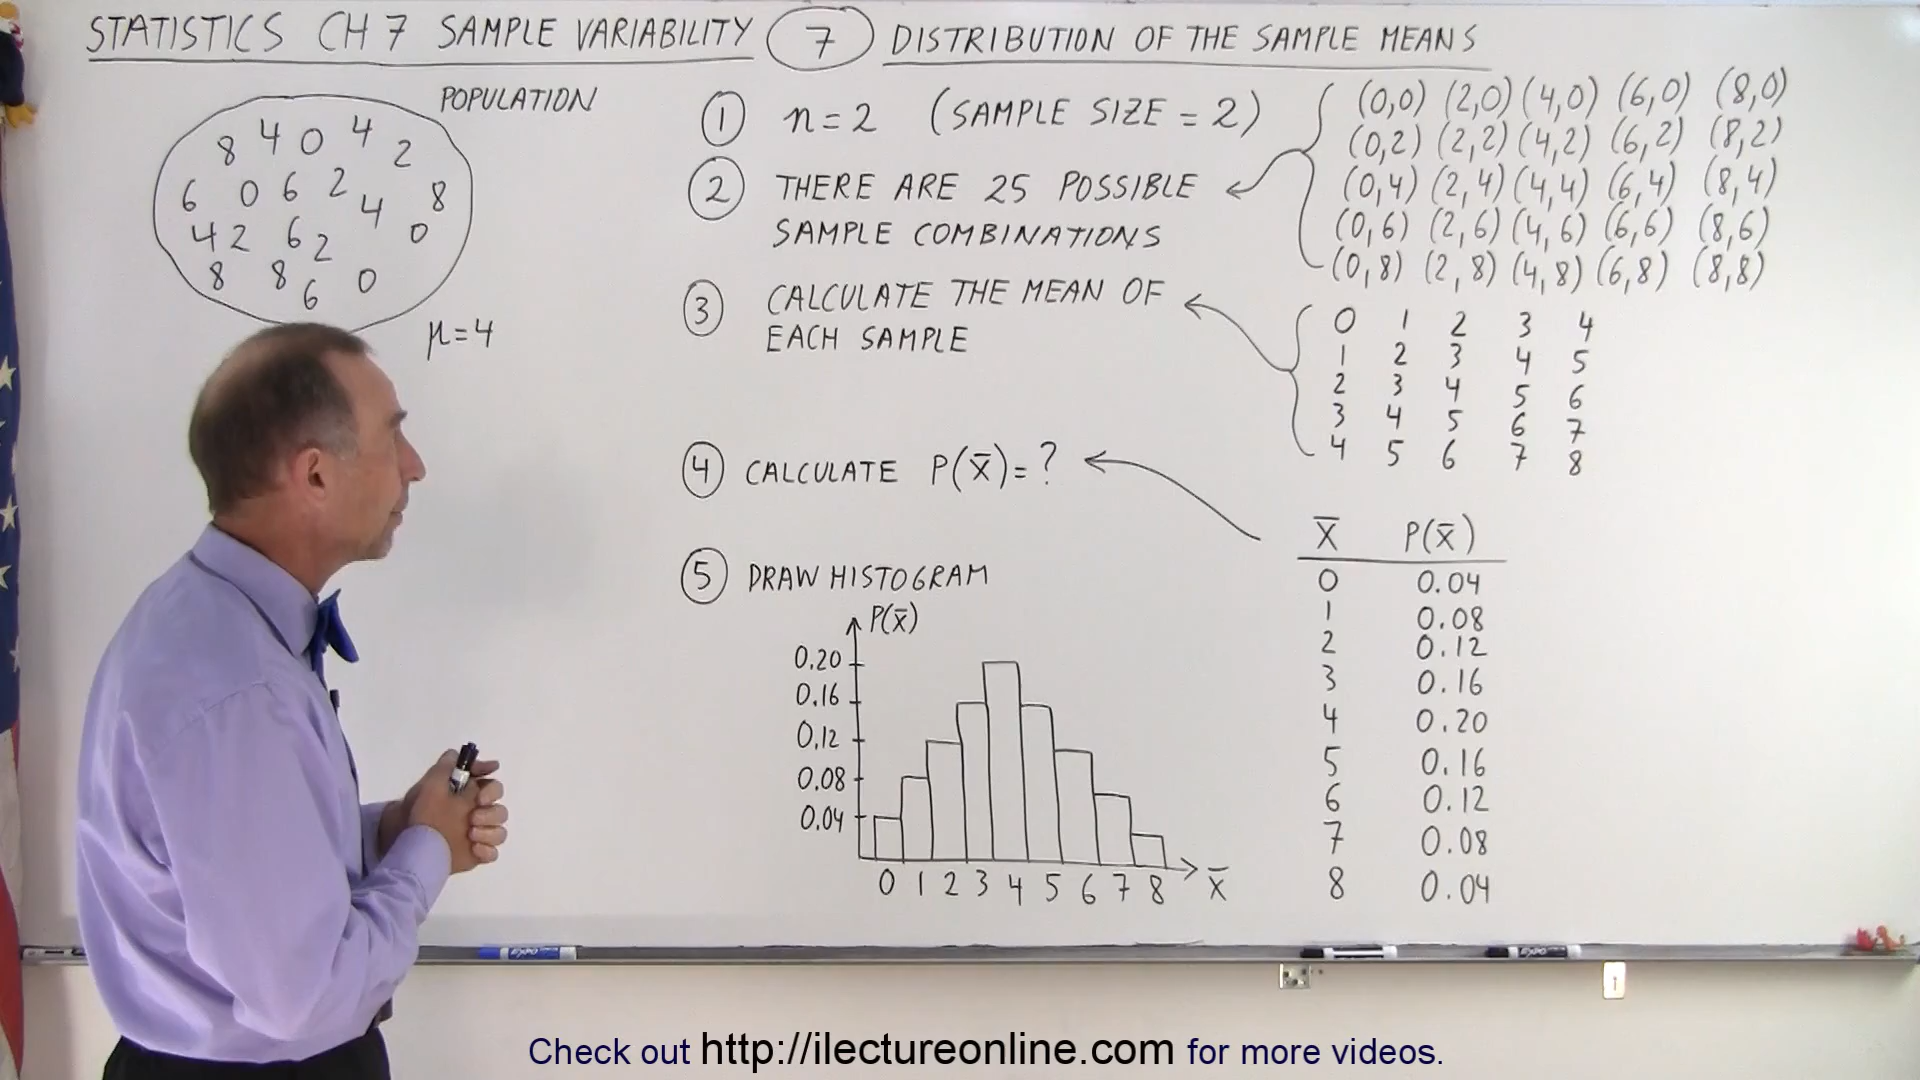 STATISTICS CH 7 SAMPLE VARIABILITY 7 DISTRIBUTION OF THE SAMPLE MEANS
POPULATION
8 4 0 4 2
6 0 6 2 4 8
4 2 6 2 0
8 8 6 0
μ=4
1 n=2 (SAMPLE SIZE = 2)
2 THERE ARE 25 POSSIBLE
SAMPLE COMBINATIONS
3 CALCULATE THE MEAN OF
EACH SAMPLE
4 CALCULATE P(x̄)=?
5 DRAW HISTOGRAM
P(x̄)
0.20
0.16
0.12
0.08
0.04
0 1 2 3 4 5 6 7 8 x̄
(0,0) (2,0) (4,0) (6,0) (8,0)
(0,2) (2,2) (4,2) (6,2) (8,2)
(0,4) (2,4) (4,4) (6,4) (8,4)
(0,6) (2,6) (4,6) (6,6) (8,6)
(0,8) (2,8) (4,8) (6,8) (8,8)
0 1 2 3 4
1 2 3 4 5
2 3 4 5 6
3 4 5 6 7
4 5 6 7 8
x̄ P(x̄)
0 0.04
1 0.08
2 0.12
3 0.16
4 0.20
5 0.16
6 0.12
7 0.08
8 0.04
Check out http://ilectureonline.com for more videos.